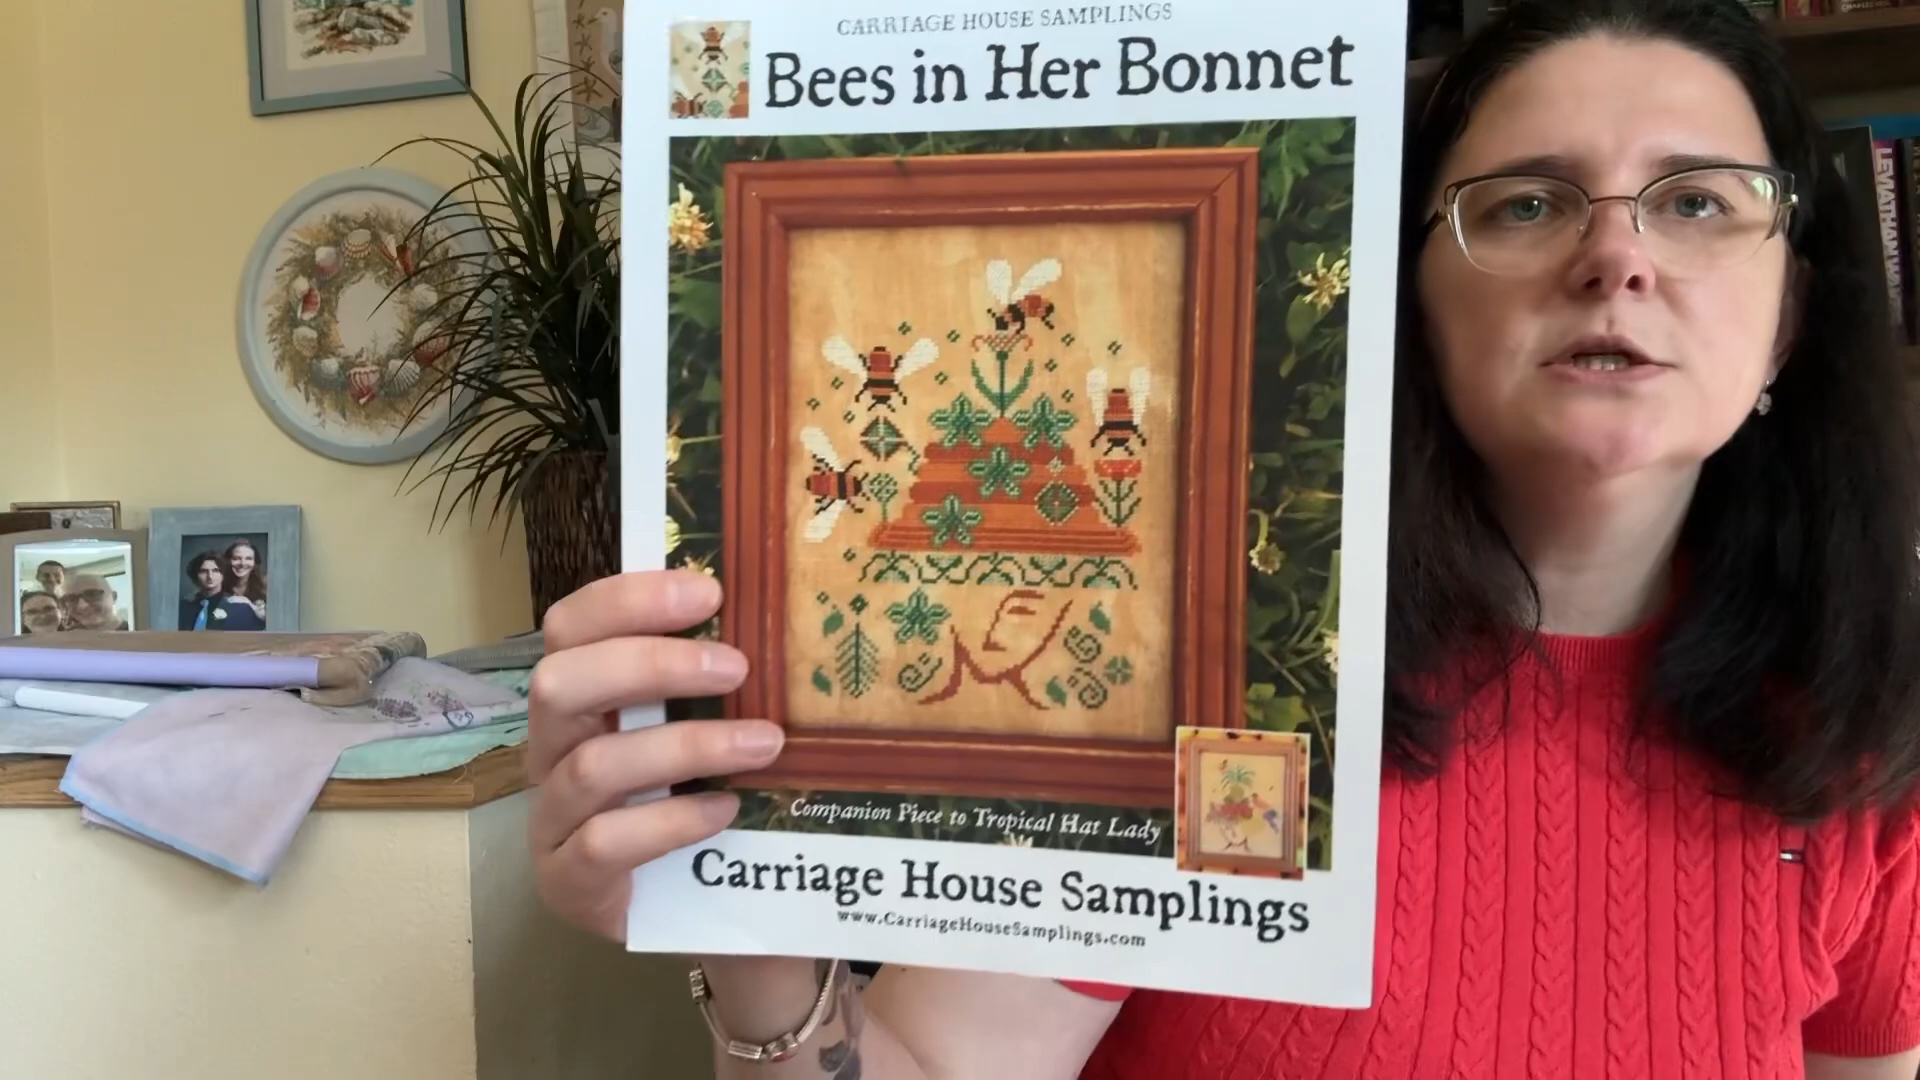 CARRIAGE HOUSE SAMPLINGS
Bees in Her Bonnet
Companion Piece to Tropical Hat Lady
Carriage House Samplings
www.CarriageHouseSamplings.com
LEVIATHAN